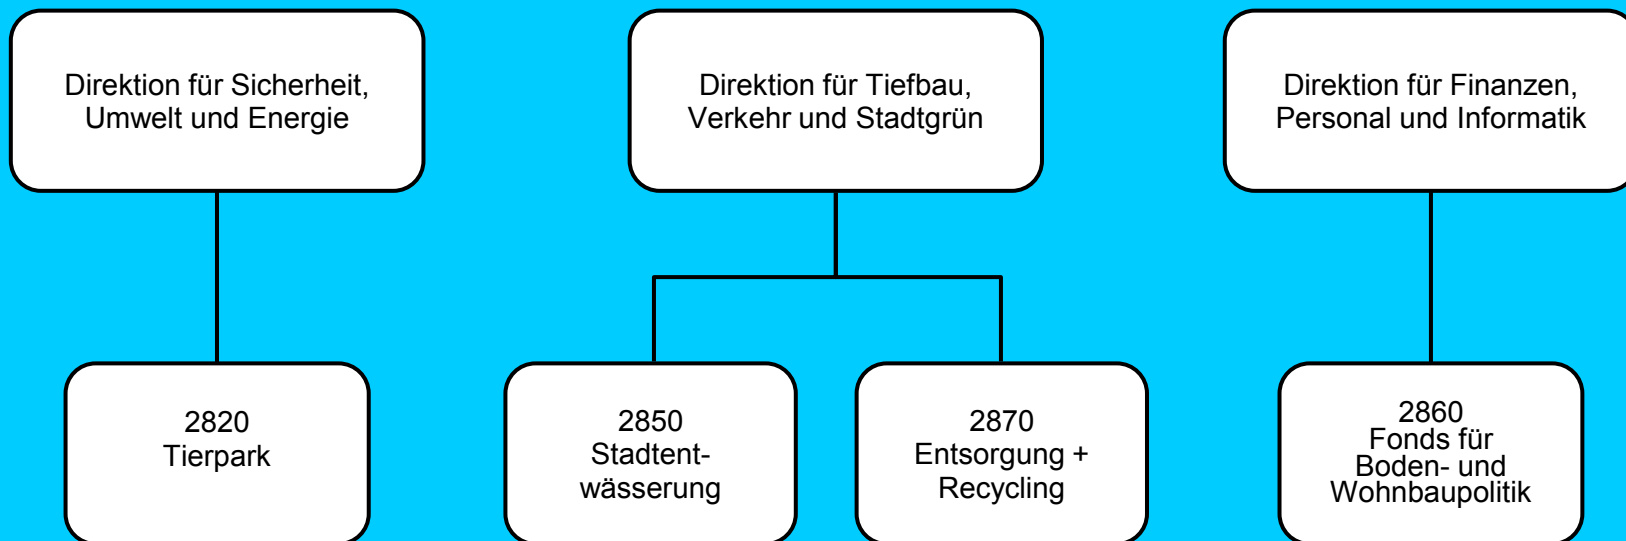 Direktion für Sicherheit,
Umwelt und Energie
Direktion für Tiefbau,
Verkehr und Stadtgrün
Direktion für Finanzen,
Personal und Informatik
2820
Tierpark
2850
Stadtent-
wässerung
2870
Entsorgung +
Recycling
2860
Fonds für
Boden- und
Wohnbaupolitik